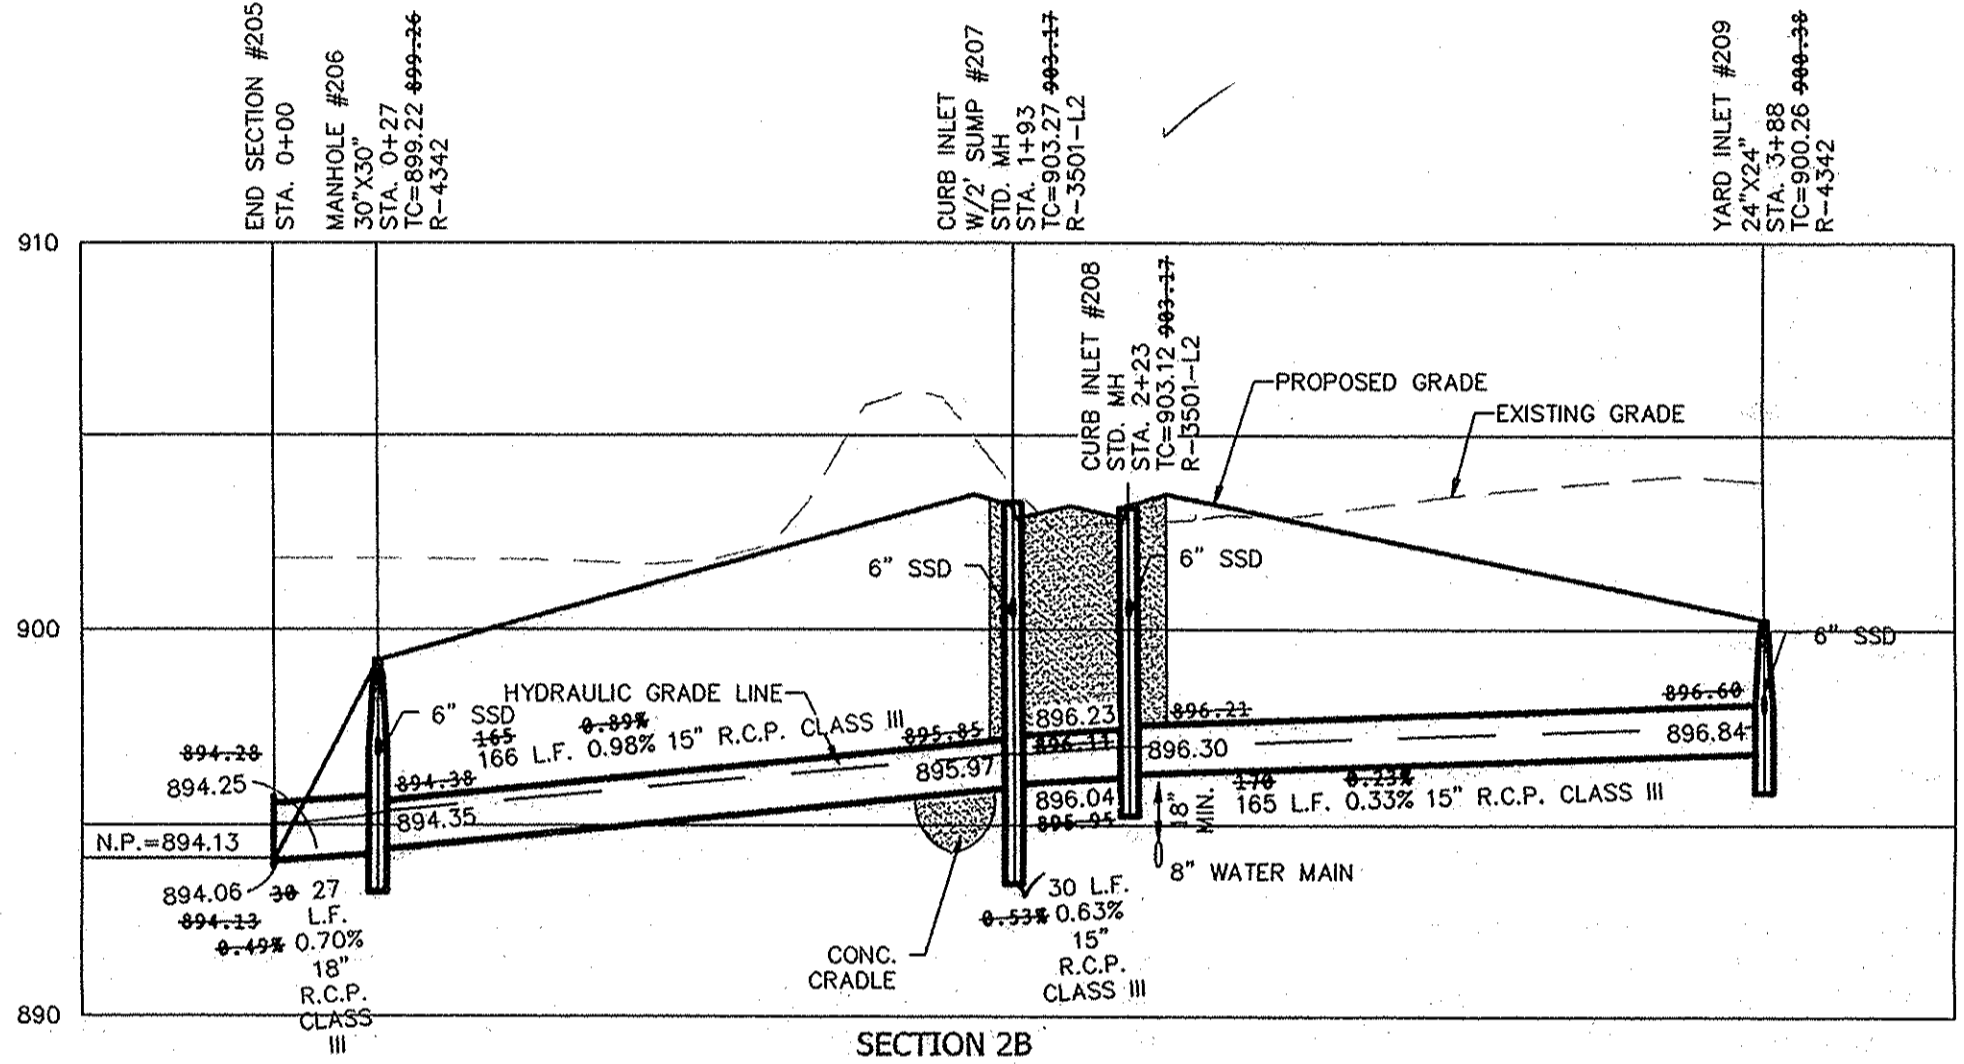 END SECTION #205
STA. 0+00
MANHOLE #206
30"X30"
STA. 0+27
TC=899.22 899.26
R-4342
CURB INLET
W/2' SUMP #207
STD. MH
STA. 1+93
TC=903.27 903.17
R-3501-L2
YARD INLET #209
24"X24"
STA. 3+88
TC=900.26 900.38
R-4342
910
CURB INLET #208
STD. MH
STA. 2+23
TC=903.12 903.17
R-3501-L2
PROPOSED GRADE
EXISTING GRADE
6" SSD
6" SSD
900
6" SSD
HYDRAULIC GRADE LINE
6" SSD
0.89%
165
166 L.F. 0.98% 15" R.C.P. CLASS III
895.85
896.23
896.11
896.21
896.60
894.28
894.25
894.38
894.35
895.97
896.30
896.84
896.04
895.95
18"
MIN.
170 0.23%
165 L.F. 0.33% 15" R.C.P. CLASS III
N.P.=894.13
8" WATER MAIN
894.06
894.13
30 27
L.F.
0.49% 0.70%
18"
R.C.P.
CLASS
III
CONC.
CRADLE
30 L.F.
0.53% 0.63%
15"
R.C.P.
CLASS III
890
SECTION 2B